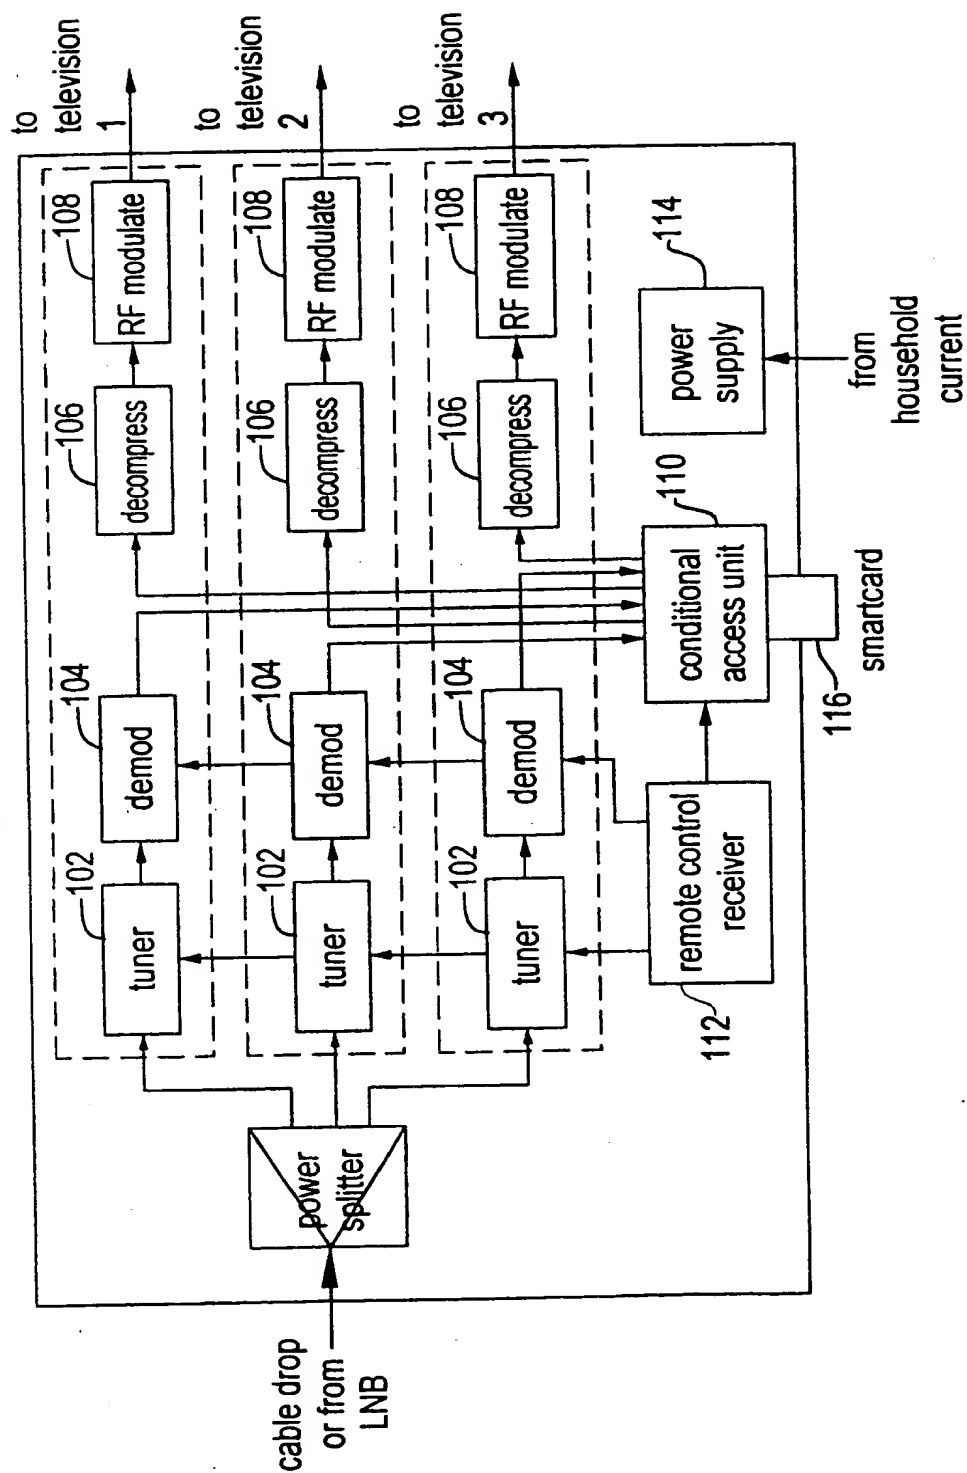 cable drop
or from
LNB
power
splitter
tuner
102
demod
104
decompress
106
RF modulate
108
to
television
1
tuner
102
demod
104
decompress
106
RF modulate
108
to
television
2
tuner
102
demod
104
decompress
106
RF modulate
108
to
television
3
remote control
receiver
112
conditional
access unit
110
power
supply
114
116
smartcard
from
household
current